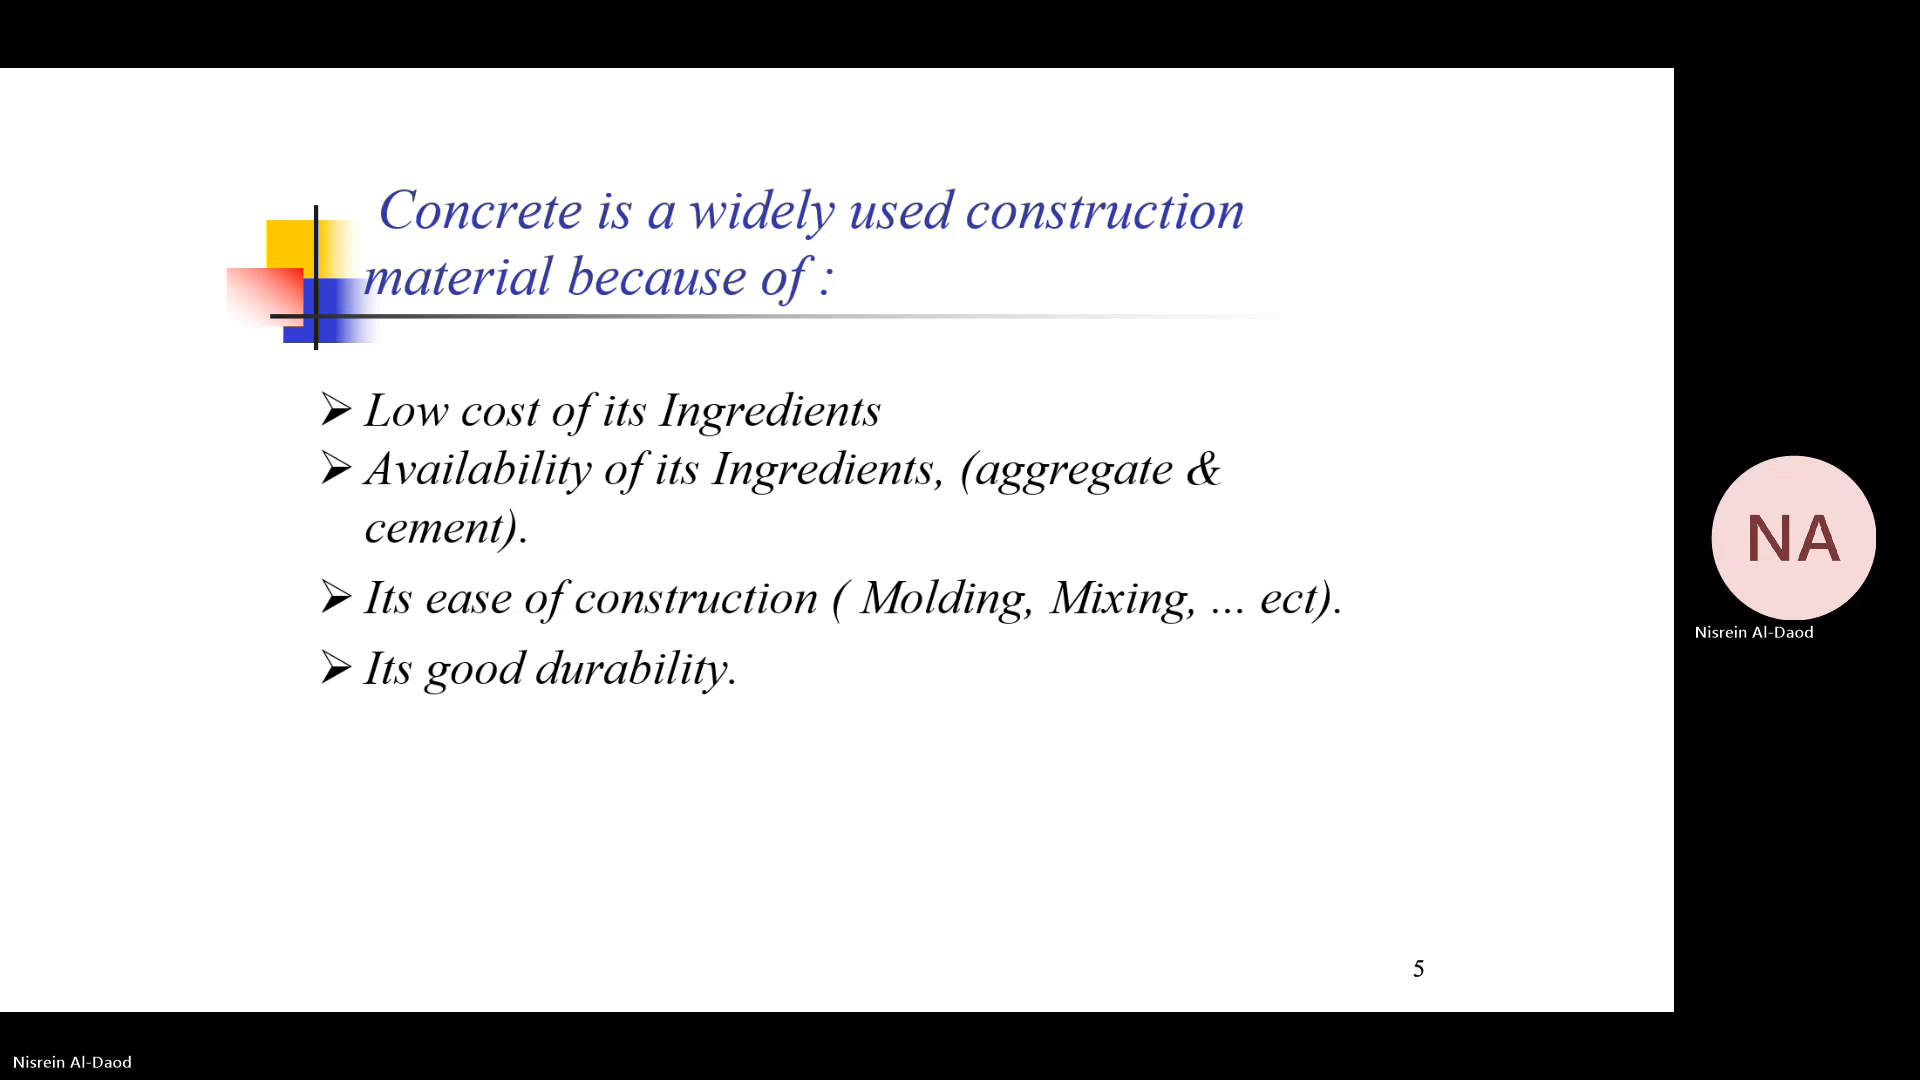 Concrete is a widely used construction
material because of :
➢ Low cost of its Ingredients
➢ Availability of its Ingredients, (aggregate &
cement).
➢ Its ease of construction ( Molding, Mixing, ... ect).
➢ Its good durability.
5
NA
Nisrein Al-Daod
Nisrein Al-Daod